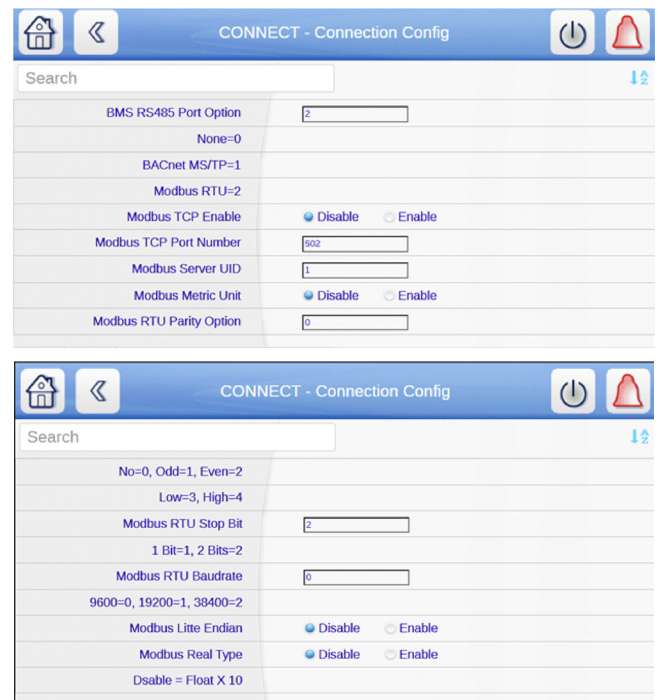 CONNECT - Connection Config
Search
BMS RS485 Port Option 2
None=0
BACnet MS/TP=1
Modbus RTU=2
Modbus TCP Enable Disable Enable
Modbus TCP Port Number 502
Modbus Server UID 1
Modbus Metric Unit Disable Enable
Modbus RTU Parity Option 0
CONNECT - Connection Config
Search
No=0, Odd=1, Even=2
Low=3, High=4
Modbus RTU Stop Bit 2
1 Bit=1, 2 Bits=2
Modbus RTU Baudrate 0
9600=0, 19200=1, 38400=2
Modbus Litte Endian Disable Enable
Modbus Real Type Disable Enable
Dsable = Float X 10